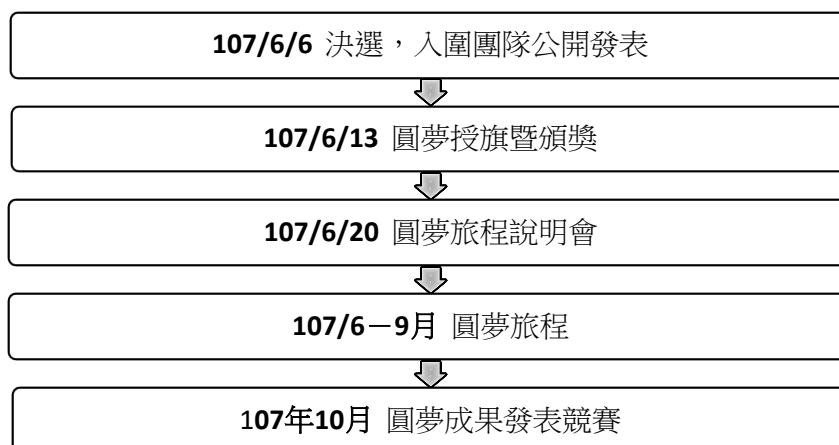 107/6/6 決選，入圍團隊公開發表
107/6/13 圓夢授旗暨頒獎
107/6/20 圓夢旅程說明會
107/6－9月 圓夢旅程
107年10月 圓夢成果發表競賽